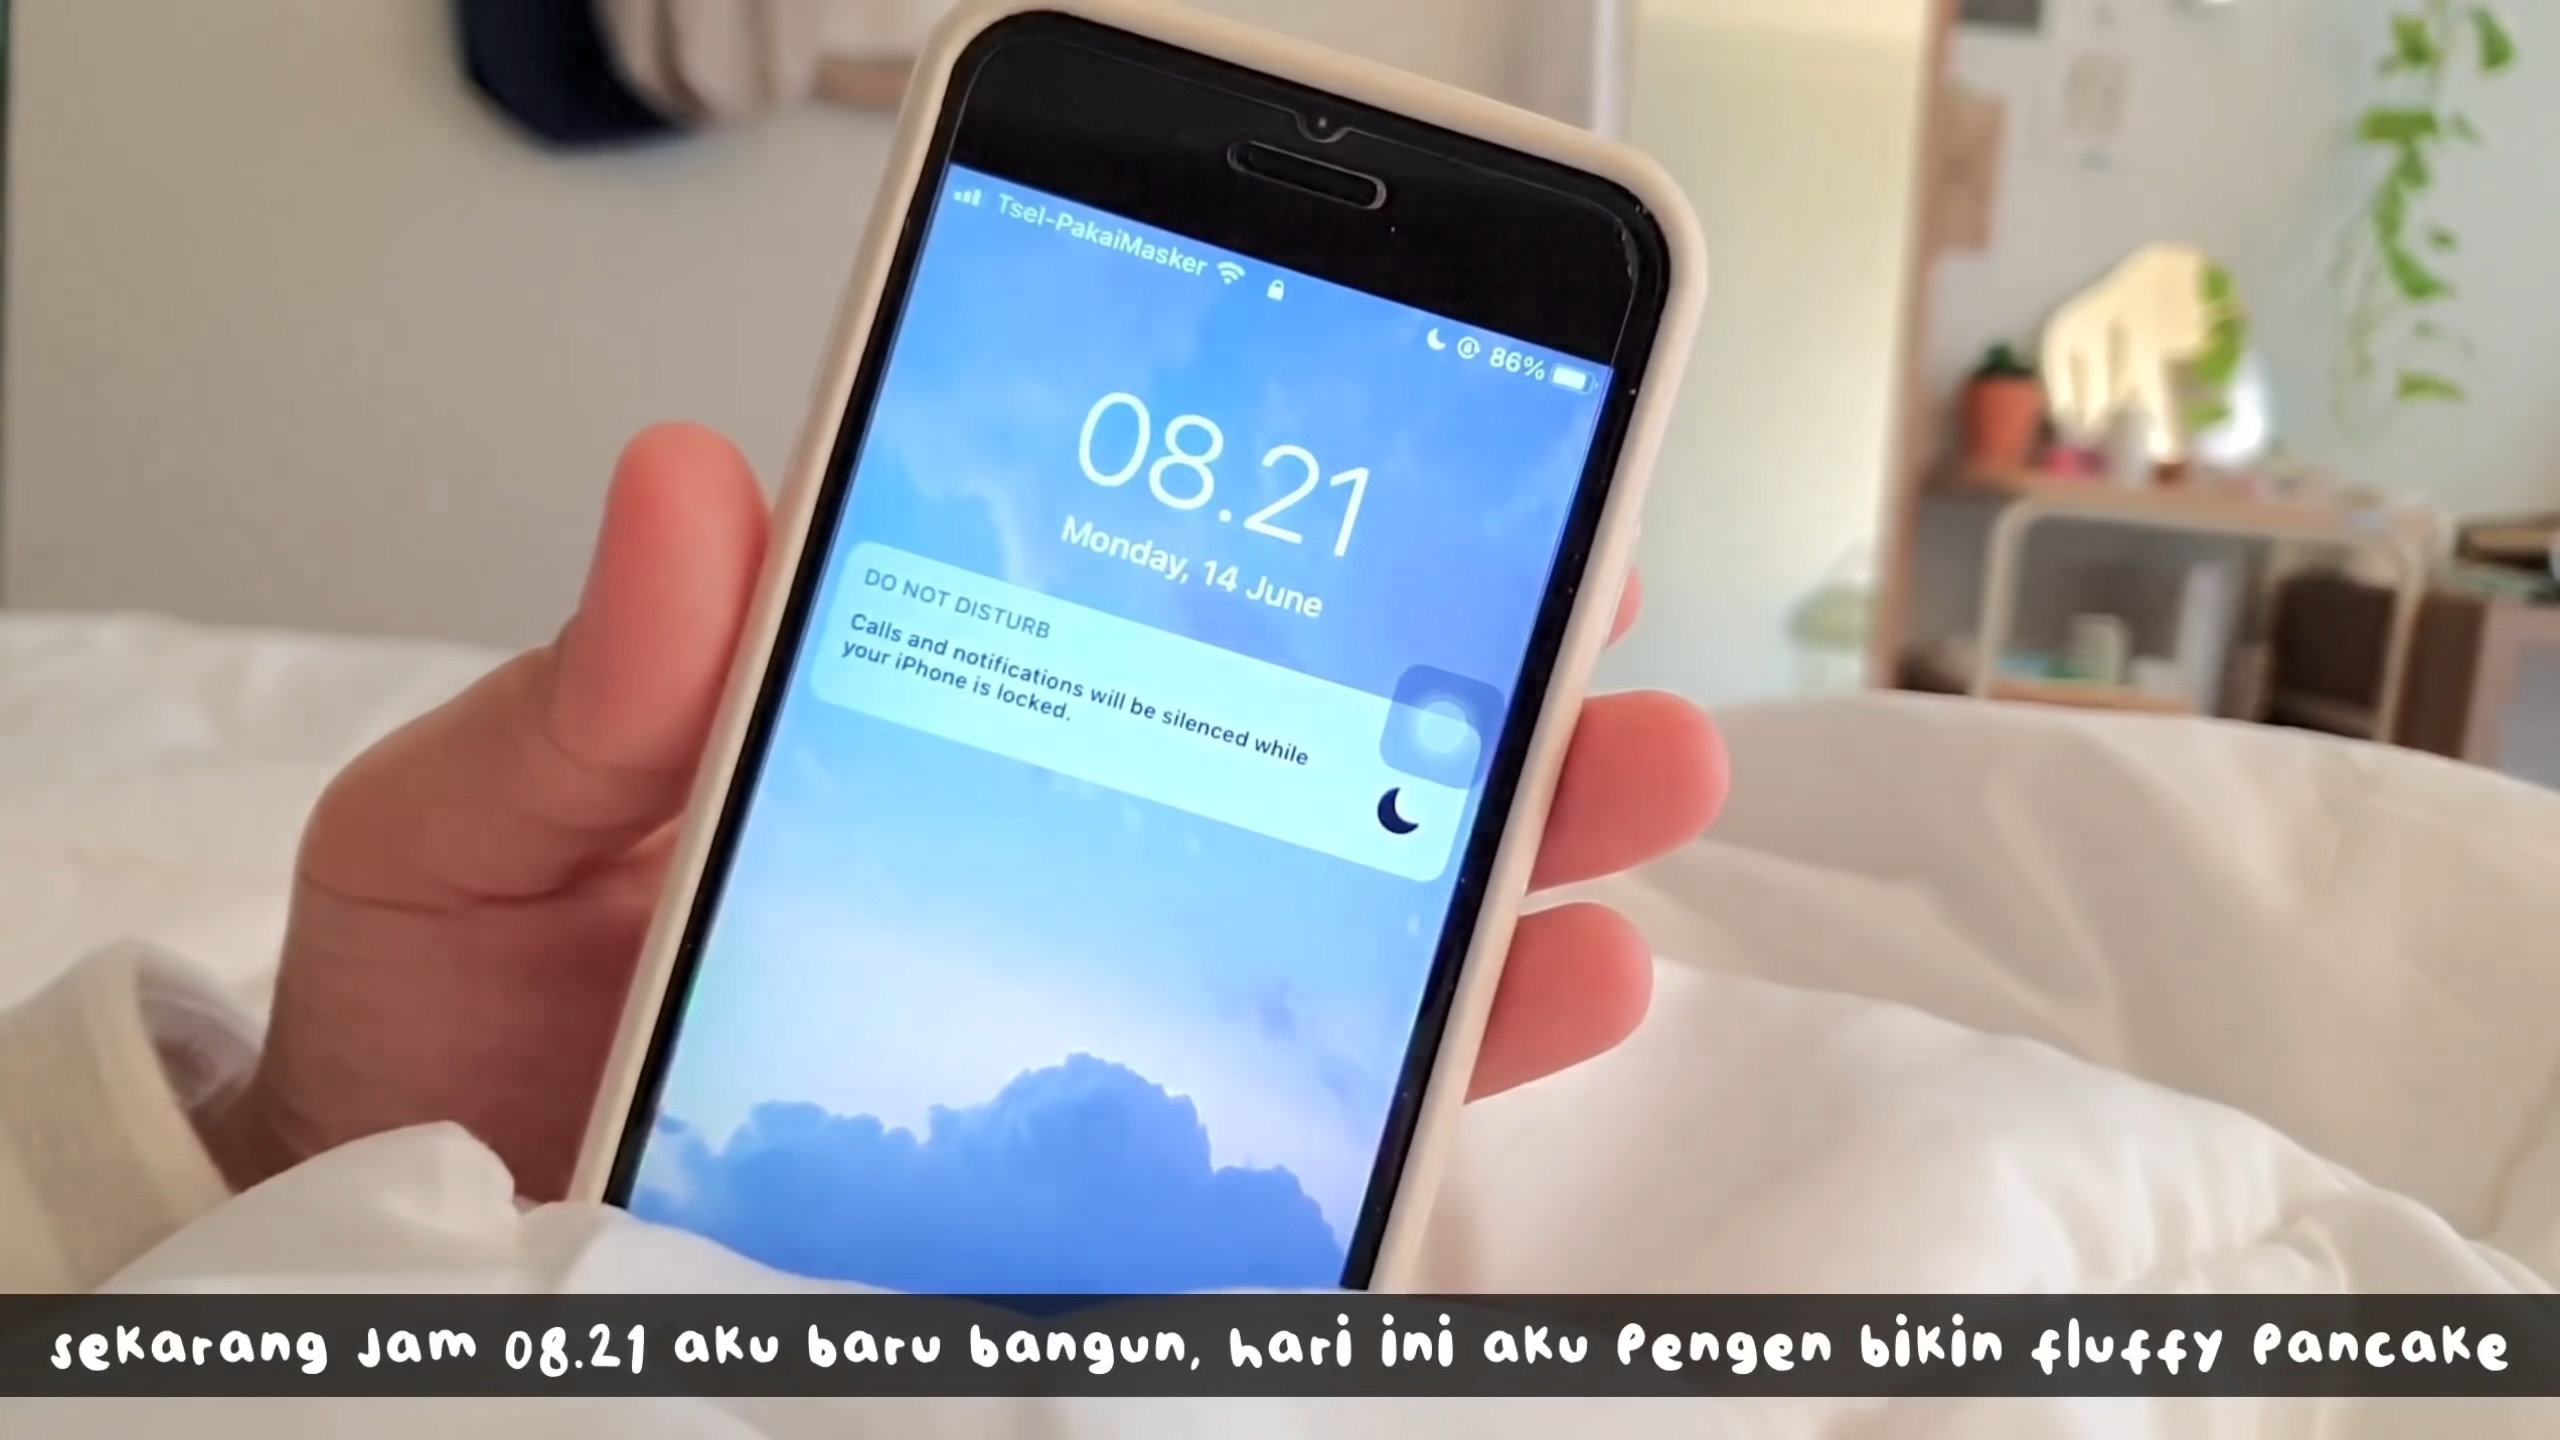 Tsel-PakaiMasker
86%
08.21
Monday, 14 June
DO NOT DISTURB
Calls and notifications will be silenced while
your iPhone is locked.
sekarang jam 08.21 aku baru bangun, hari ini aku pengen bikin fluffy pancake